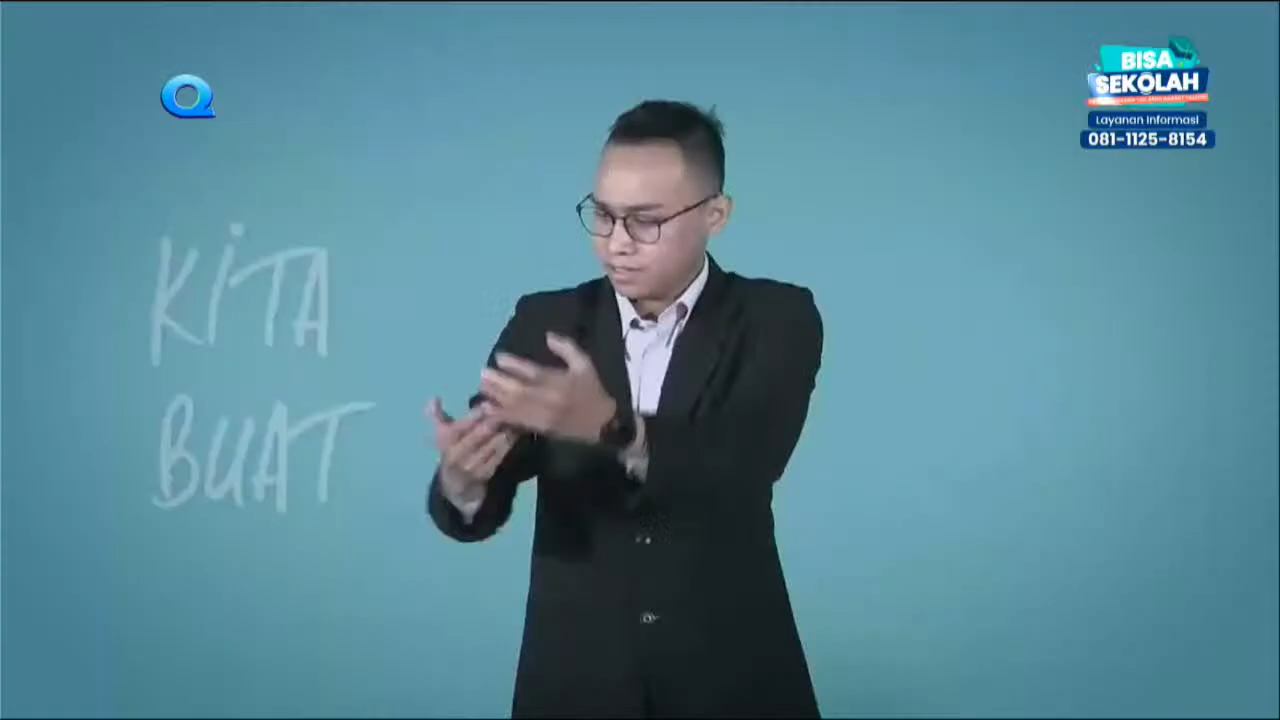 BISA
SEKOLAH
Layanan Informasi
081-1125-8154
KiTA
BUAT